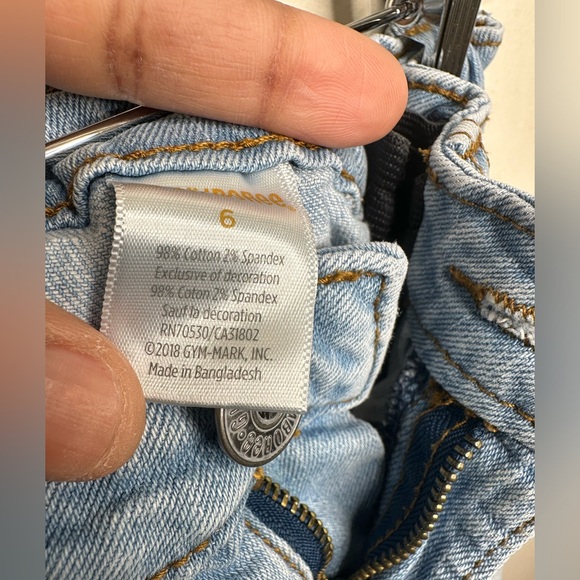 6
98% Cotton 2% Spandex
Exclusive of decoration
98% Coton 2% Spandex
Sauf la décoration
RN70530/CA31802
©2018 GYM-MARK, INC.
Made in Bangladesh